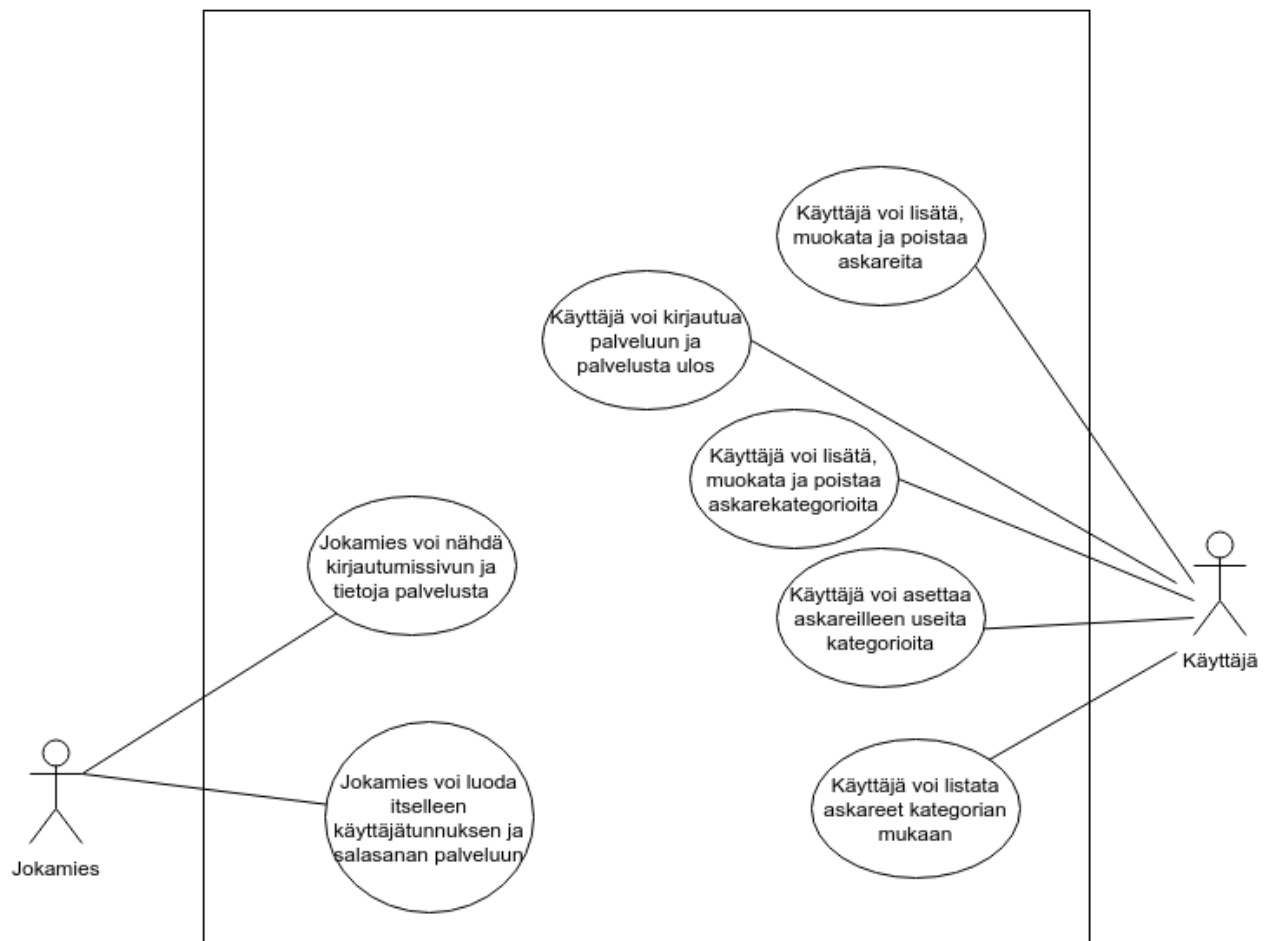 Käyttäjä voi lisätä,
muokata ja poistaa
askareita
Käyttäjä voi kirjautua
palveluun ja
palvelusta ulos
Käyttäjä voi lisätä,
muokata ja poistaa
askarekategorioita
Jokamies voi nähdä
kirjautumissivun ja
tietoja palvelusta
Käyttäjä voi asettaa
askareilleen useita
kategorioita
Käyttäjä
Jokamies voi luoda
itselleen
käyttäjätunnuksen ja
salasanan palveluun
Käyttäjä voi listata
askareet kategorian
mukaan
Jokamies